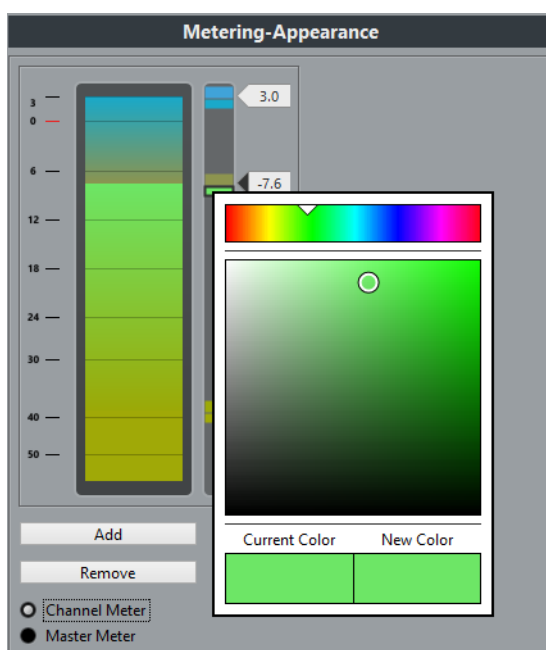 Metering-Appearance
3
3.0
0
6
-7.6
12
18
24
30
40
50
Add
Remove
Current Color
New Color
Channel Meter
Master Meter